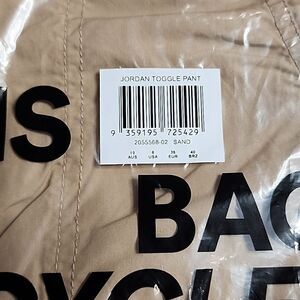 JORDAN TOGGLE PANT
9 359195 725429
2055568-02 SAND
10 6 38 40
AUS USA EUR BRZ
IS
BAG
CYCLE